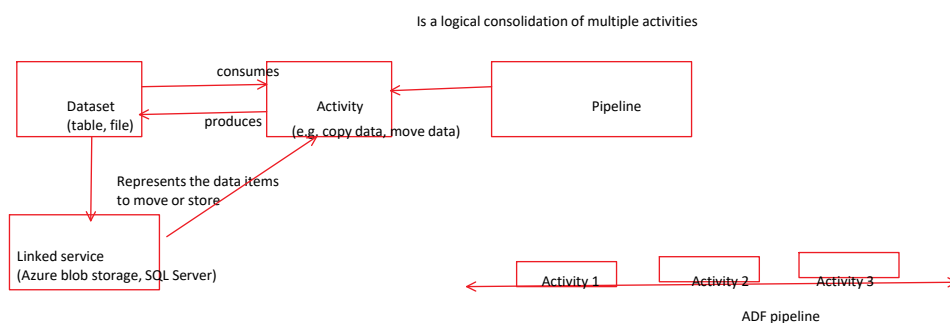 Is a logical consolidation of multiple activities
consumes
Dataset
(table, file)
Activity
(e.g. copy data, move data)
Pipeline
produces
Represents the data items
to move or store
Linked service
(Azure blob storage, SQL Server)
Activity 1
Activity 2
Activity 3
ADF pipeline